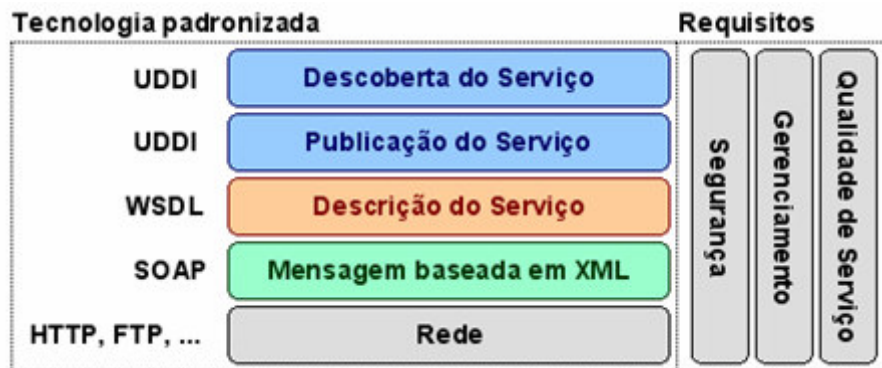 Tecnologia padronizada
Requisitos
UDDI
Descoberta do Serviço
UDDI
Publicação do Serviço
WSDL
Descrição do Serviço
SOAP
Mensagem baseada em XML
HTTP, FTP, ...
Rede
Segurança
Gerenciamento
Qualidade de Serviço